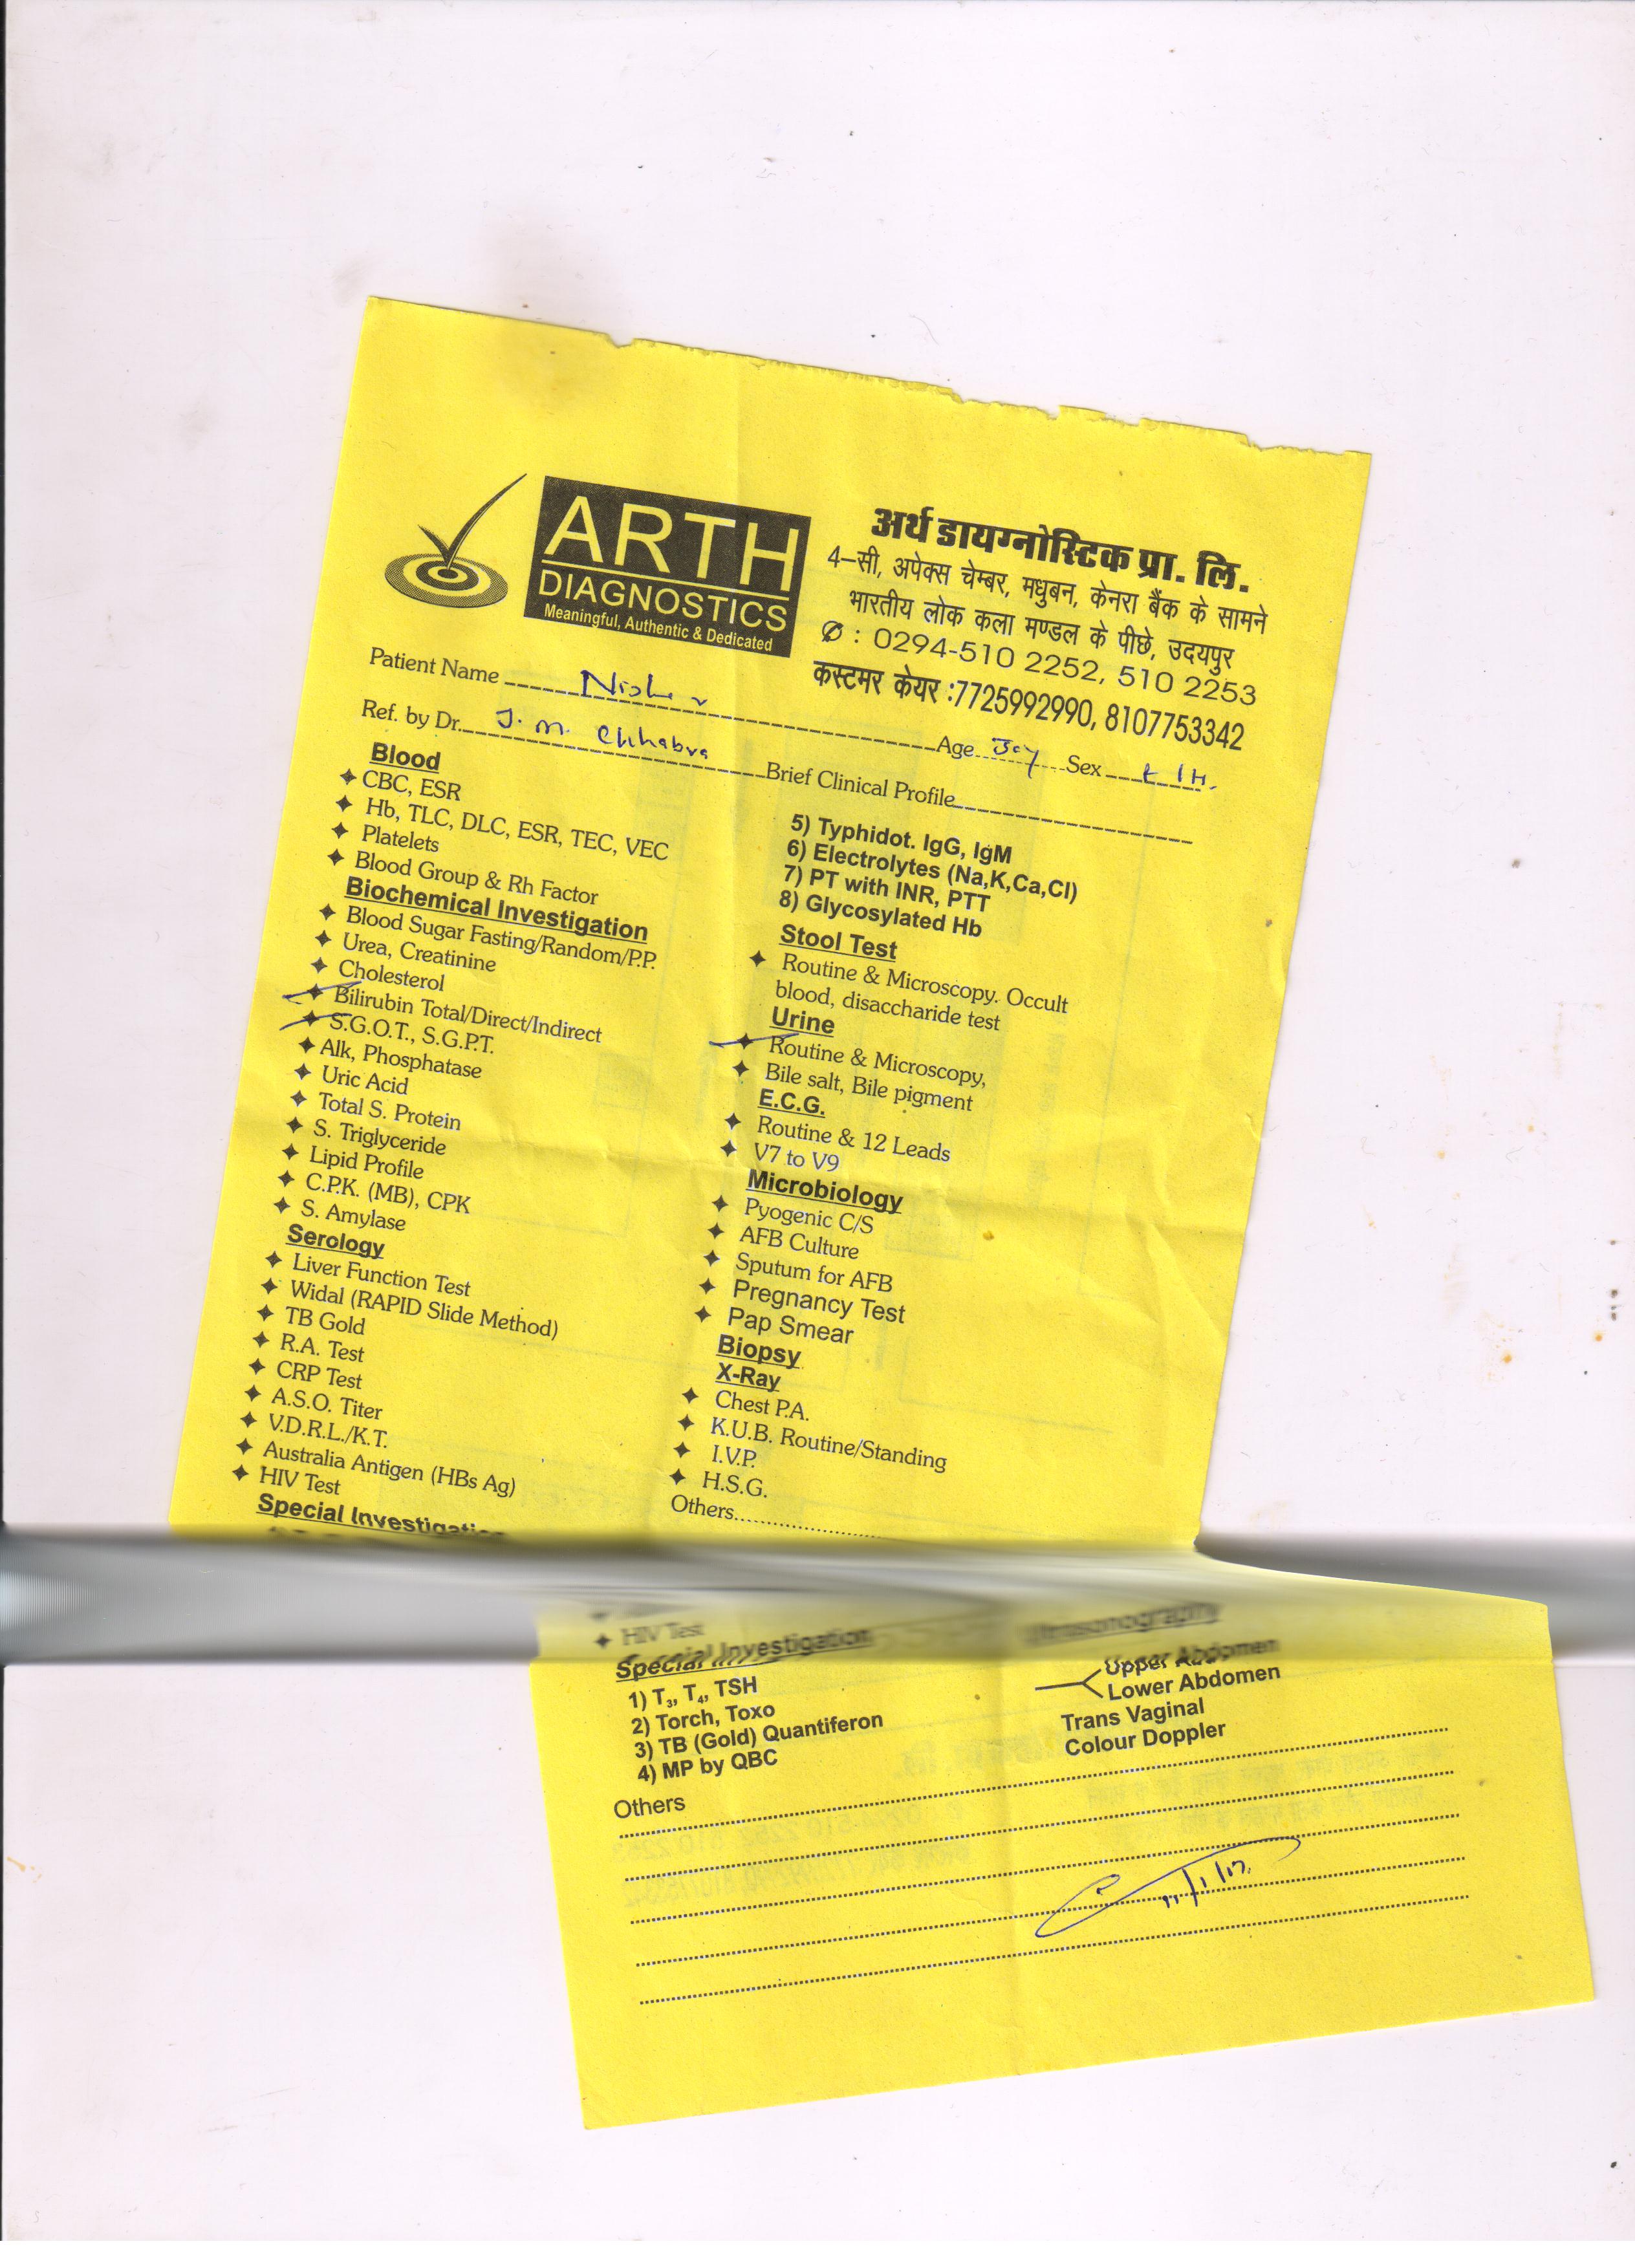 ARTH
DIAGNOSTICS
Meaningful, Authentic & Dedicated
अर्थ डायग्नोस्टिक प्रा. लि.
4–सी, अपेक्स चेम्बर, मधुबन, केनरा बैंक के सामने
भारतीय लोक कला मण्डल के पीछे, उदयपुर
: 0294-510 2252, 510 2253
कस्टमर केयर :7725992990, 8107753342
Patient Name
Age Sex
Ref. by Dr. J. M. Chhabra Brief Clinical Profile
Blood
CBC, ESR
Hb, TLC, DLC, ESR, TEC, VEC
Platelets
Blood Group & Rh Factor
Biochemical Investigation
Blood Sugar Fasting/Random/P.P.
Urea, Creatinine
Cholesterol
Bilirubin Total/Direct/Indirect
S.G.O.T., S.G.P.T.
Alk, Phosphatase
Uric Acid
Total S. Protein
S. Triglyceride
Lipid Profile
C.P.K. (MB), CPK
S. Amylase
Serology
Liver Function Test
Widal (RAPID Slide Method)
TB Gold
R.A. Test
CRP Test
A.S.O. Titer
V.D.R.L./K.T.
Australia Antigen (HBs Ag)
HIV Test
Special Investigation
5) Typhidot. IgG, IgM
6) Electrolytes (Na,K,Ca,Cl)
7) PT with INR, PTT
8) Glycosylated Hb
Stool Test
Routine & Microscopy. Occult
blood, disaccharide test
Urine
Routine & Microscopy,
Bile salt, Bile pigment
E.C.G.
Routine & 12 Leads
V7 to V9
Microbiology
Pyogenic C/S
AFB Culture
Sputum for AFB
Pregnancy Test
Pap Smear
Biopsy
X-Ray
Chest P.A.
K.U.B. Routine/Standing
I.V.P.
H.S.G.
Others
HIV Test
Special Investigation
1) T3, T4, TSH
2) Torch, Toxo
3) TB (Gold) Quantiferon
4) MP by QBC
Upper Abdomen
Lower Abdomen
Trans Vaginal
Colour Doppler
Others